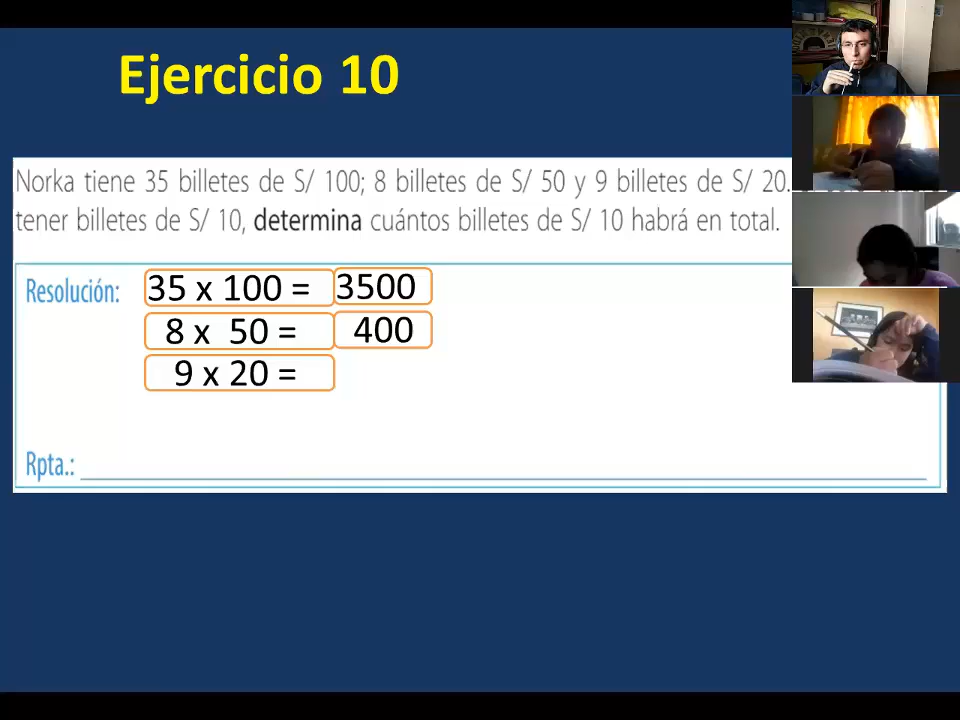 Ejercicio 10
Norka tiene 35 billetes de S/ 100; 8 billetes de S/ 50 y 9 billetes de S/ 20.
tener billetes de S/ 10, determina cuántos billetes de S/ 10 habrá en total.
Resolución: 35 x 100 = 3500
8 x 50 = 400
9 x 20 =
Rpta.: